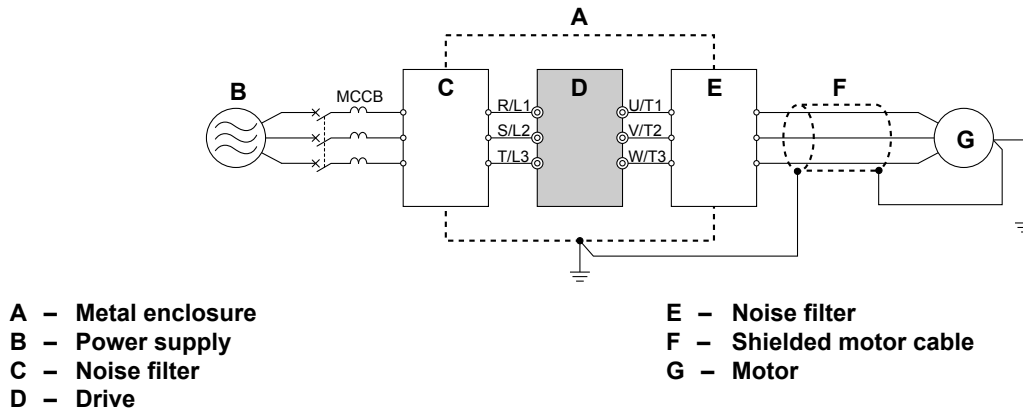 A
B
MCCB
C
R/L1
S/L2
T/L3
D
U/T1
V/T2
W/T3
E
F
G
A – Metal enclosure
B – Power supply
C – Noise filter
D – Drive
E – Noise filter
F – Shielded motor cable
G – Motor